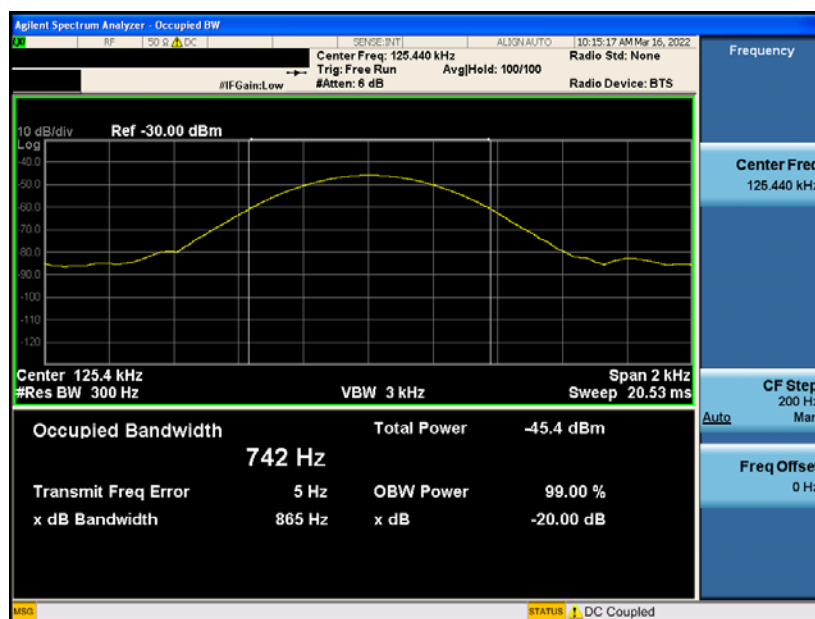 Agilent Spectrum Analyzer - Occupied BW
RF 50 Ω DC SENSE:INT ALIGN AUTO 10:15:17 AM Mar 16, 2022
Center Freq: 125.440 kHz Radio Std: None
Trig: Free Run Avg|Hold: 100/100
#IFGain:Low #Atten: 6 dB Radio Device: BTS
10 dB/div Ref -30.00 dBm
Log
-40.0
-50.0
-60.0
-70.0
-80.0
-90.0
-100
-110
-120
Center 125.4 kHz Span 2 kHz
#Res BW 300 Hz VBW 3 kHz Sweep 20.53 ms
Occupied Bandwidth Total Power -45.4 dBm
742 Hz
Transmit Freq Error 5 Hz OBW Power 99.00 %
x dB Bandwidth 865 Hz x dB -20.00 dB
Frequency
Center Freq
125.440 kHz
CF Step
200 Hz
Auto Man
Freq Offset
0 Hz
MSG STATUS DC Coupled